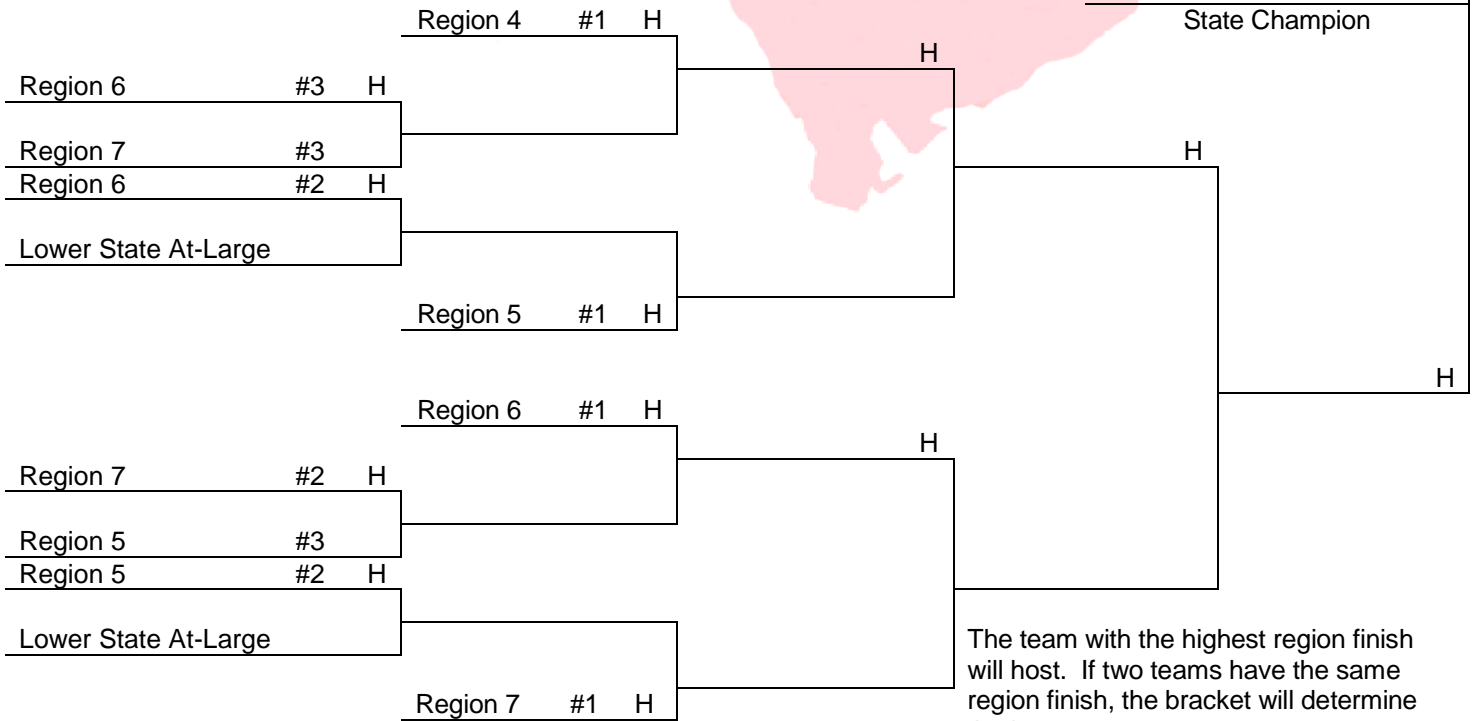 Region 4 #1 H
State Champion
H
Region 6 #3 H
Region 7 #3
H
Region 6 #2 H
Lower State At-Large
Region 5 #1 H
H
Region 6 #1 H
H
Region 7 #2 H
Region 5 #3
Region 5 #2 H
Lower State At-Large
Region 7 #1 H
The team with the highest region finish
will host. If two teams have the same
region finish, the bracket will determine